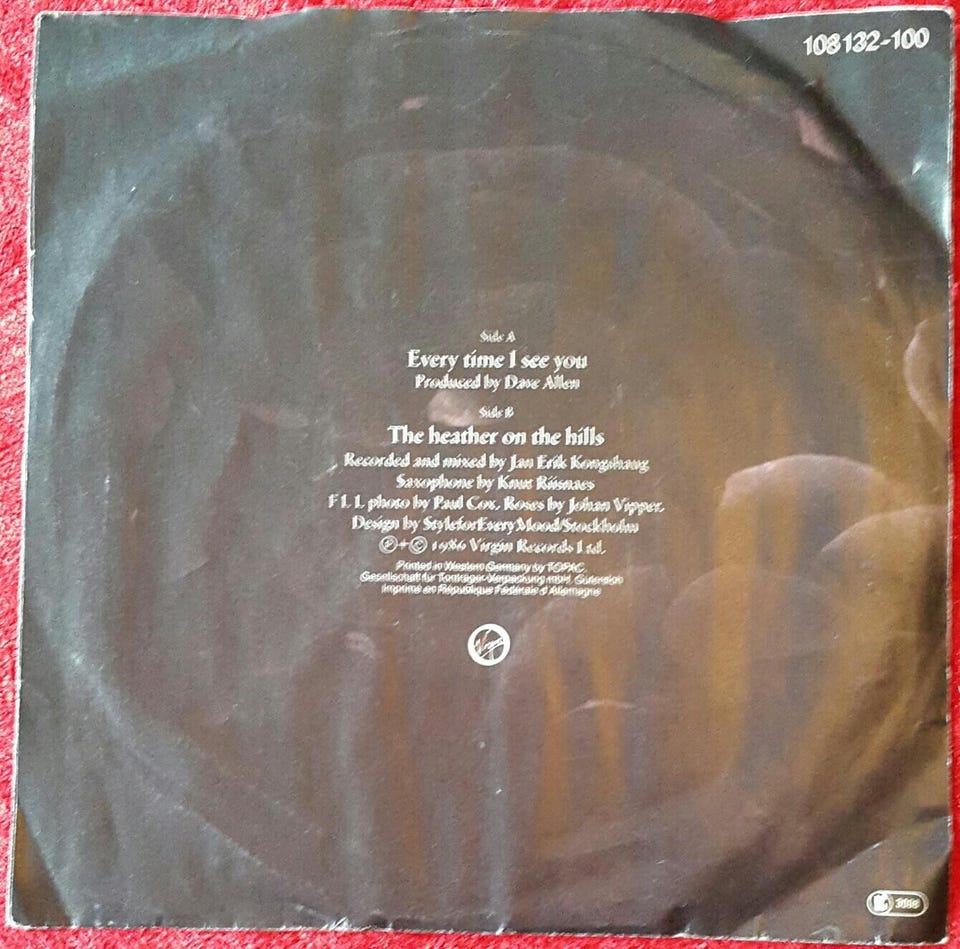 108 132-100
Side A
Every time I see you
Produced by Dave Allen
Side B
The heather on the hills
Recorded and mixed by Jan Erik Kongshaug
Saxophone by Knut Riisnaes
F L L photo by Paul Cox. Roses by Johan Vipper.
Design by StyleforEveryMood/Stockholm
Ⓟ+© 1986 Virgin Records Ltd.
Printed in Western Germany by TOPAC,
Gesellschaft für Tonträger-Verpackung mbH, Gütersloh
Imprimé en République Fédérale d'Allemagne
Virgin